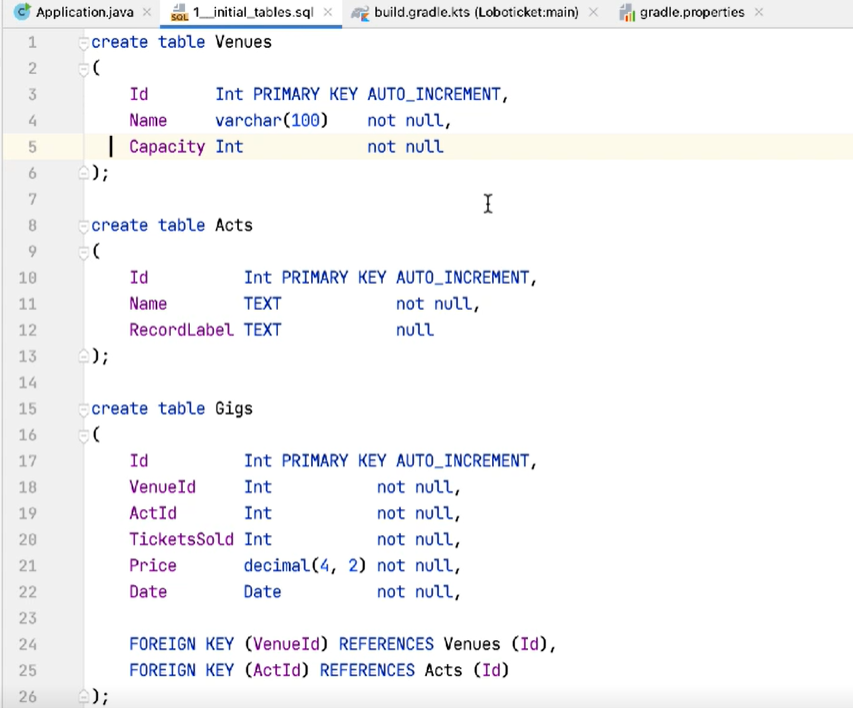 Application.java 1__initial_tables.sql build.gradle.kts (Loboticket:main) gradle.properties
1 create table Venues
2 (
3 Id Int PRIMARY KEY AUTO_INCREMENT,
4 Name varchar(100) not null,
5 Capacity Int not null
6 );
7
8 create table Acts
9 (
10 Id Int PRIMARY KEY AUTO_INCREMENT,
11 Name TEXT not null,
12 RecordLabel TEXT null
13 );
14
15 create table Gigs
16 (
17 Id Int PRIMARY KEY AUTO_INCREMENT,
18 VenueId Int not null,
19 ActId Int not null,
20 TicketsSold Int not null,
21 Price decimal(4, 2) not null,
22 Date Date not null,
23
24 FOREIGN KEY (VenueId) REFERENCES Venues (Id),
25 FOREIGN KEY (ActId) REFERENCES Acts (Id)
26 );